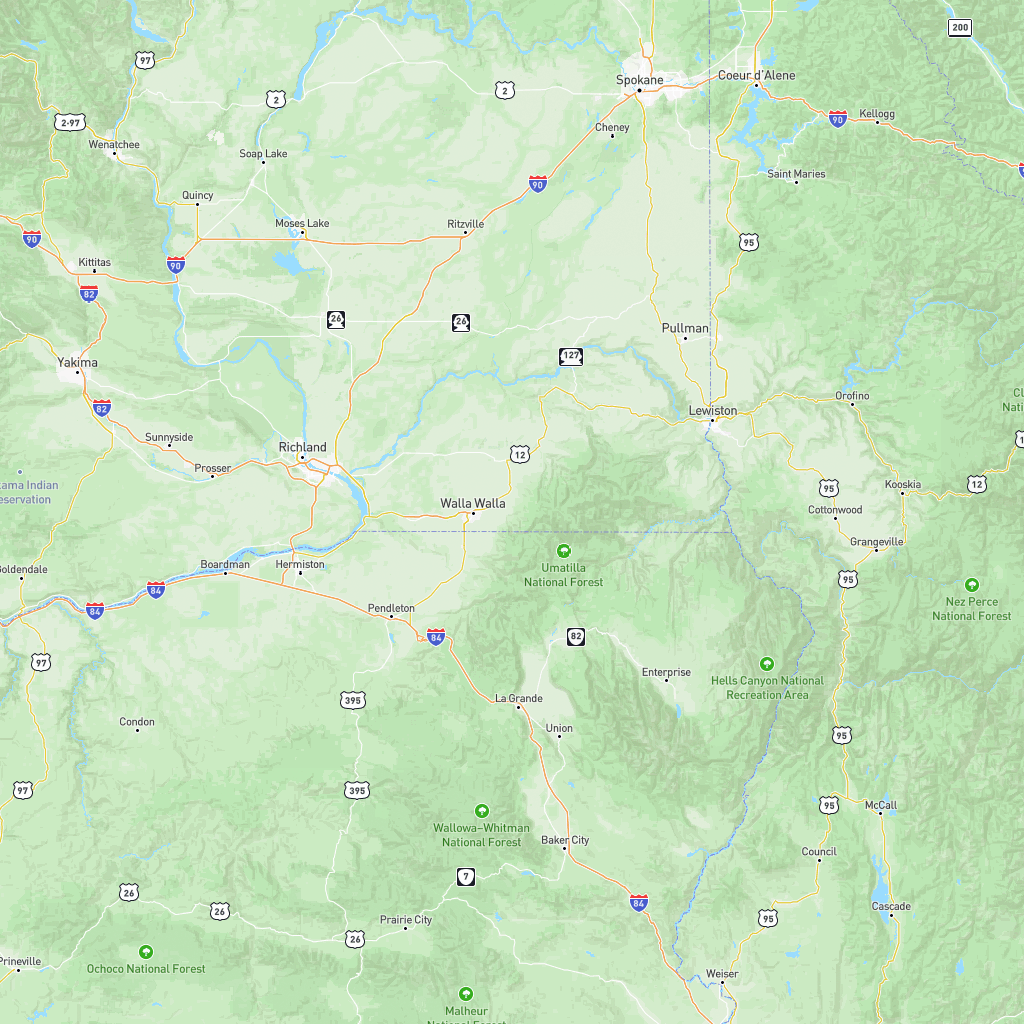 200
97
Spokane
Coeur d'Alene
2
2
90
Kellogg
2-97
Cheney
Wenatchee
Soap Lake
Saint Maries
90
Quincy
Moses Lake
Ritzville
90
95
Kittitas
90
82
26
26
Pullman
127
Yakima
Orofino
82
Lewiston
Sunnyside
Richland
12
Prosser
95
Kooskia
12
Walla Walla
Cottonwood
Grangeville
Umatilla
National Forest
Boardman
Hermiston
95
84
84
Nez Perce
National Forest
Pendleton
84
82
97
Enterprise
Hells Canyon National
Recreation Area
395
La Grande
Condon
Union
95
97
395
95
McCall
Wallowa-Whitman
National Forest
Baker City
Council
7
26
26
84
Cascade
95
Prairie City
26
Ochoco National Forest
Prineville
Weiser
Malheur